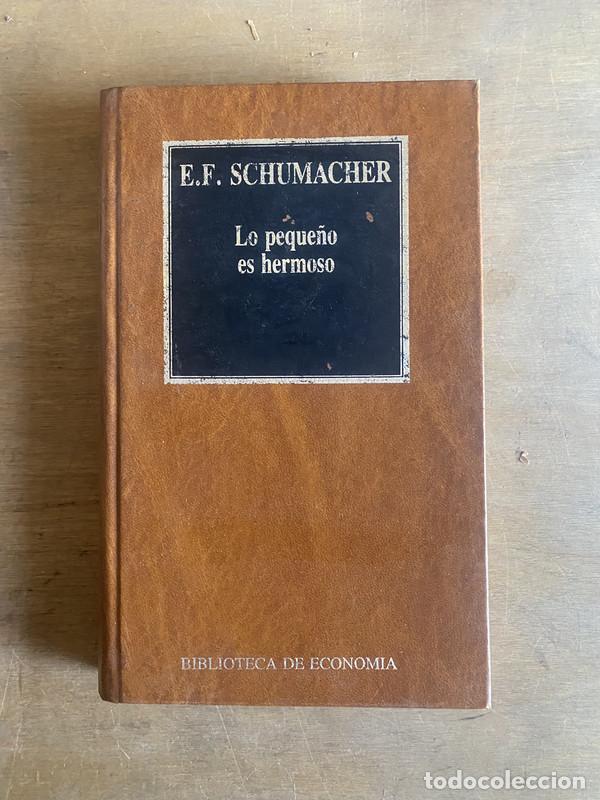 E.F. SCHUMACHER
Lo pequeño
es hermoso
BIBLIOTECA DE ECONOMIA
todocoleccion